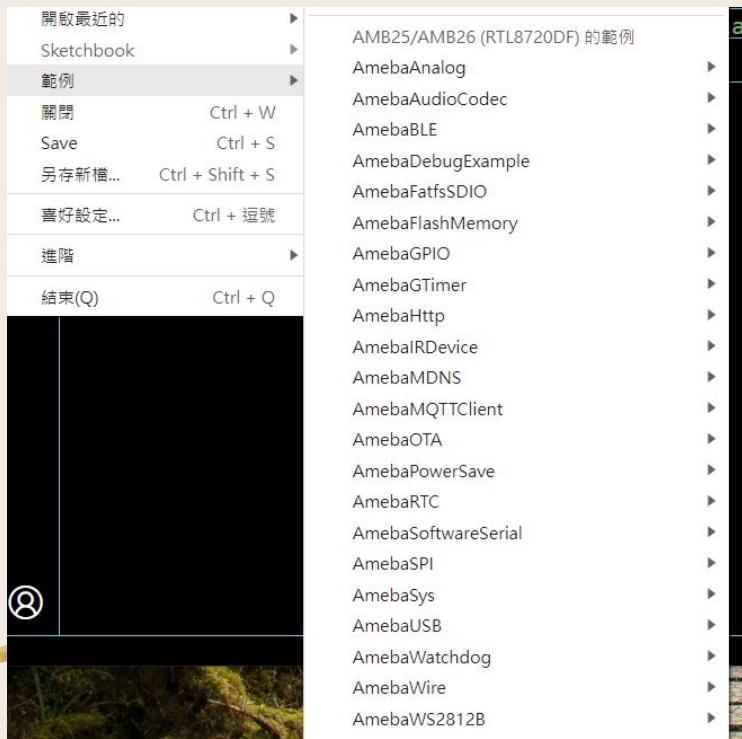 開啟最近的
Sketchbook
範例
關閉 Ctrl + W
Save Ctrl + S
另存新檔... Ctrl + Shift + S
喜好設定... Ctrl + 逗號
進階
結束(Q) Ctrl + Q
AMB25/AMB26 (RTL8720DF) 的範例
AmebaAnalog
AmebaAudioCodec
AmebaBLE
AmebaDebugExample
AmebaFatfsSDIO
AmebaFlashMemory
AmebaGPIO
AmebaGTimer
AmebaHttp
AmebaIRDevice
AmebaMDNS
AmebaMQTTClient
AmebaOTA
AmebaPowerSave
AmebaRTC
AmebaSoftwareSerial
AmebaSPI
AmebaSys
AmebaUSB
AmebaWatchdog
AmebaWire
AmebaWS2812B